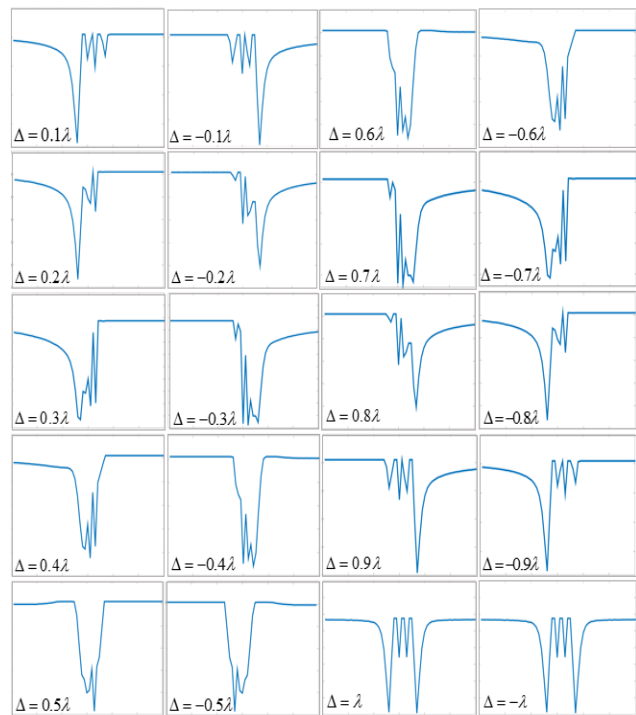 Δ = 0.1λ
Δ = −0.1λ
Δ = 0.6λ
Δ = −0.6λ
Δ = 0.2λ
Δ = −0.2λ
Δ = 0.7λ
Δ = −0.7λ
Δ = 0.3λ
Δ = −0.3λ
Δ = 0.8λ
Δ = −0.8λ
Δ = 0.4λ
Δ = −0.4λ
Δ = 0.9λ
Δ = −0.9λ
Δ = 0.5λ
Δ = −0.5λ
Δ = λ
Δ = −λ